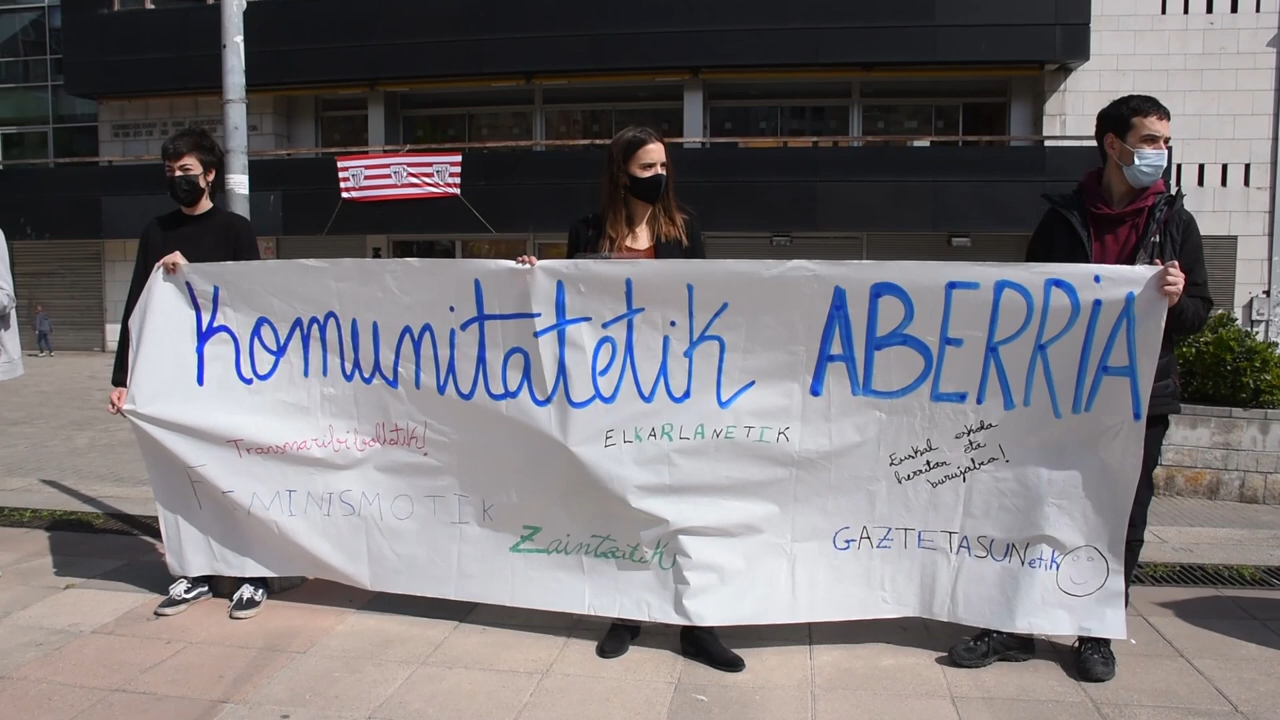 Komunitatetik ABERRiA
Transmaribibollotik!
ELKARLANETIK
Euskal eskola
herritar eta
burujabea!
FEMINISMOTIK
Zaintzatik
GAZTETASUNetik